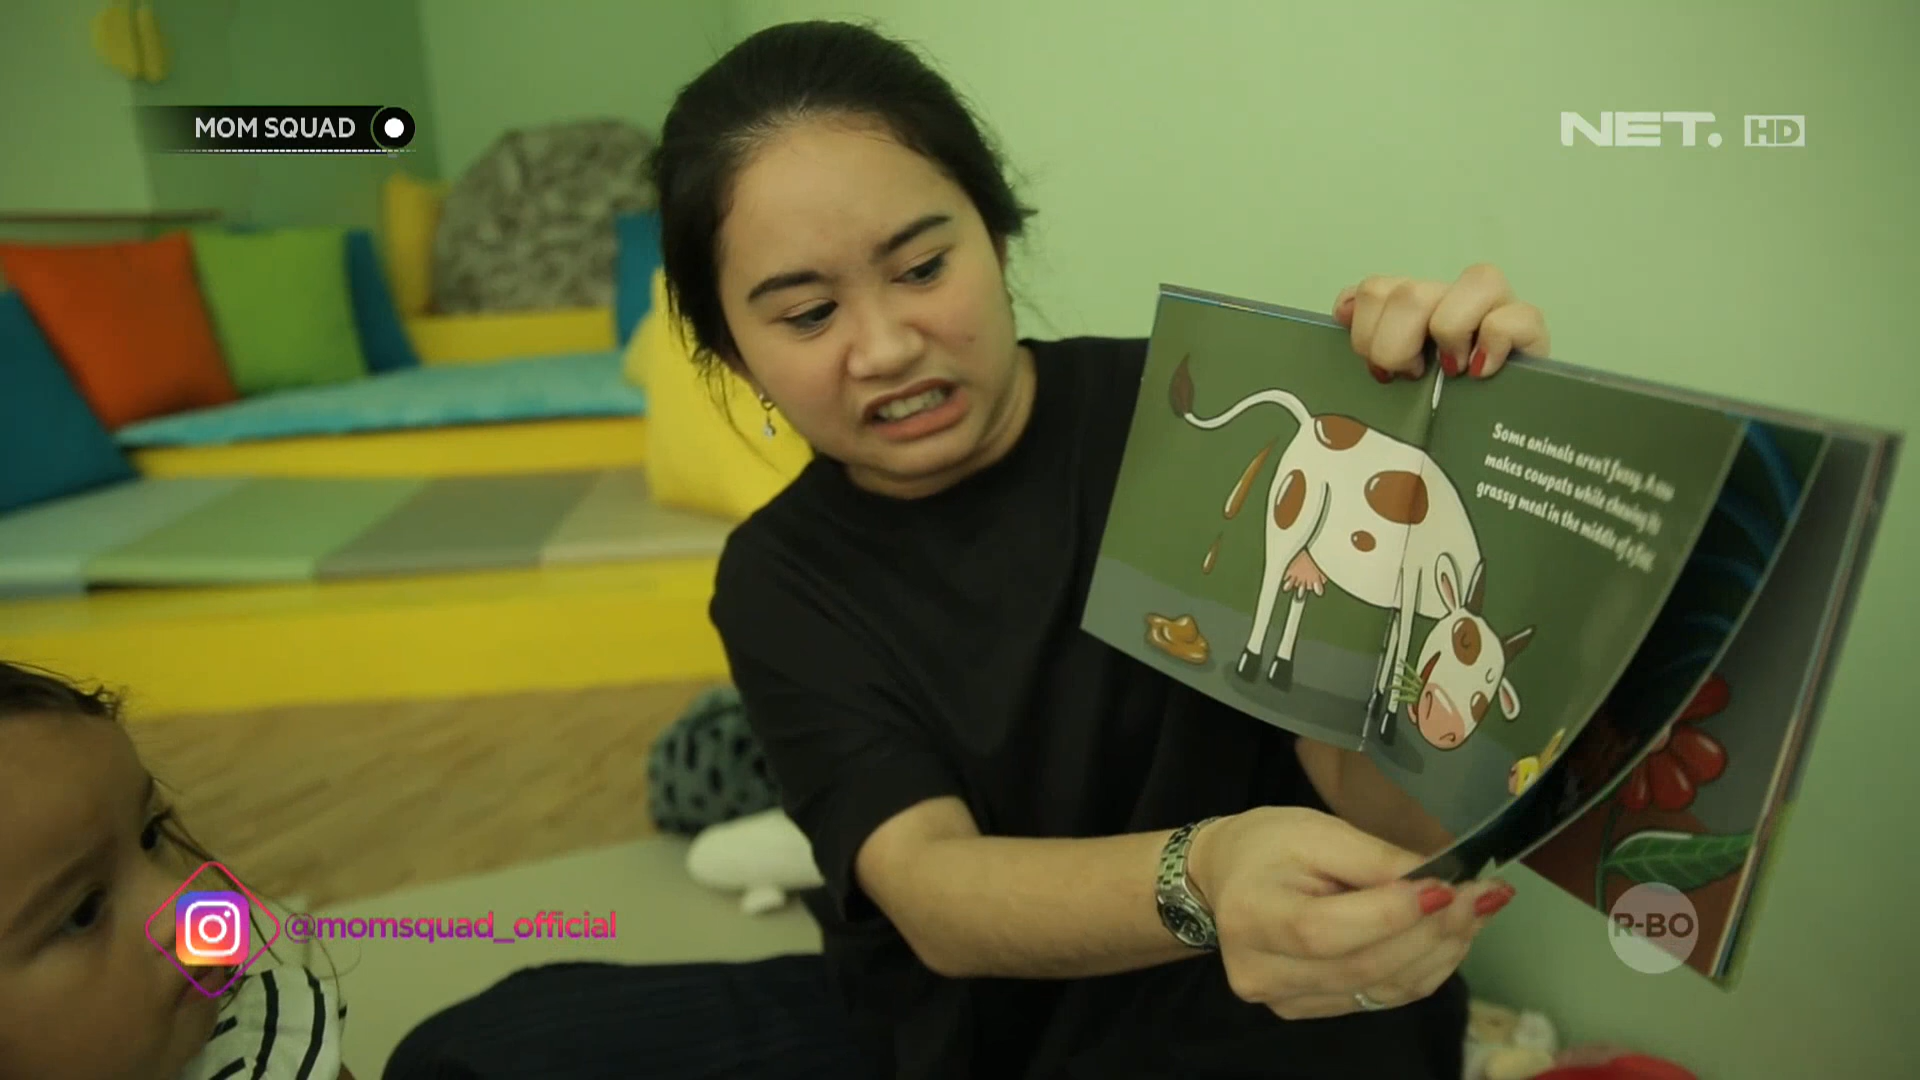 MOM SQUAD
NET. HD
Some animals aren't fussy. A cow
makes cowpats while chewing its
grassy meal in the middle of a
@momsquad_official
R-BO